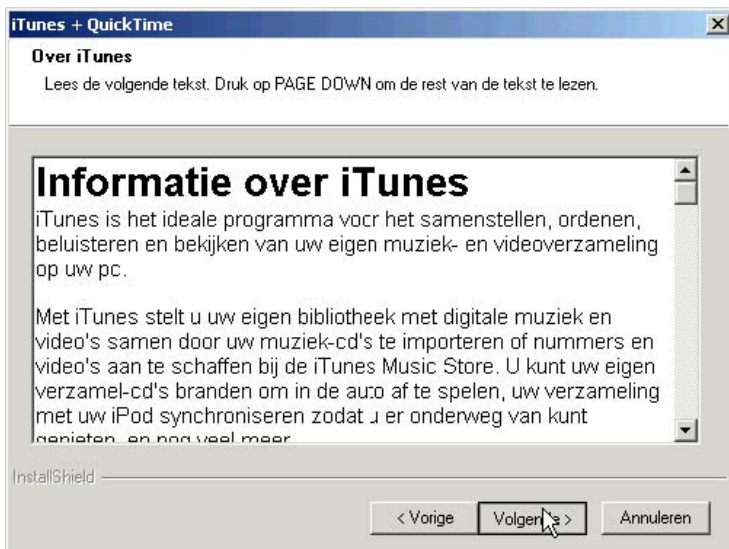 iTunes + QuickTime
Over iTunes
Lees de volgende tekst. Druk op PAGE DOWN om de rest van de tekst te lezen.
Informatie over iTunes
iTunes is het ideale programma voor het samenstellen, ordenen,
beluisteren en bekijken van uw eigen muziek- en videoverzameling
op uw pc.
Met iTunes stelt u uw eigen bibliotheek met digitale muziek en
video's samen door uw muziek-cd's te importeren of nummers en
video's aan te schaffen bij de iTunes Music Store. U kunt uw eigen
verzamel-cd's branden om in de auto af te spelen, uw verzameling
met uw iPod synchroniseren zodat u er onderweg van kunt
genieten, en nog veel meer.
InstallShield
< Vorige
Volgende >
Annuleren